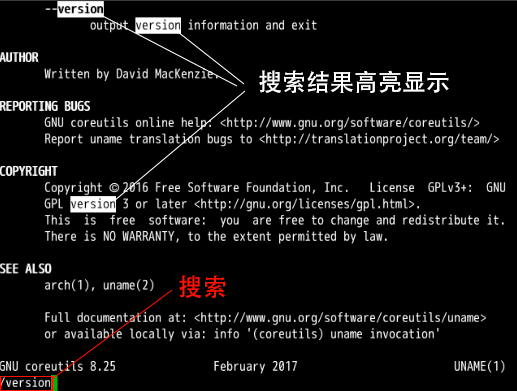 --version
output version information and exit
AUTHOR
Written by David MacKenzie.
搜索结果高亮显示
REPORTING BUGS
GNU coreutils online help: <http://www.gnu.org/software/coreutils/>
Report uname translation bugs to <http://translationproject.org/team/>
COPYRIGHT
Copyright © 2016 Free Software Foundation, Inc. License GPLv3+: GNU
GPL version 3 or later <http://gnu.org/licenses/gpl.html>.
This is free software: you are free to change and redistribute it.
There is NO WARRANTY, to the extent permitted by law.
SEE ALSO
arch(1), uname(2)
搜索
Full documentation at: <http://www.gnu.org/software/coreutils/uname>
or available locally via: info '(coreutils) uname invocation'
GNU coreutils 8.25 February 2017 UNAME(1)
/version